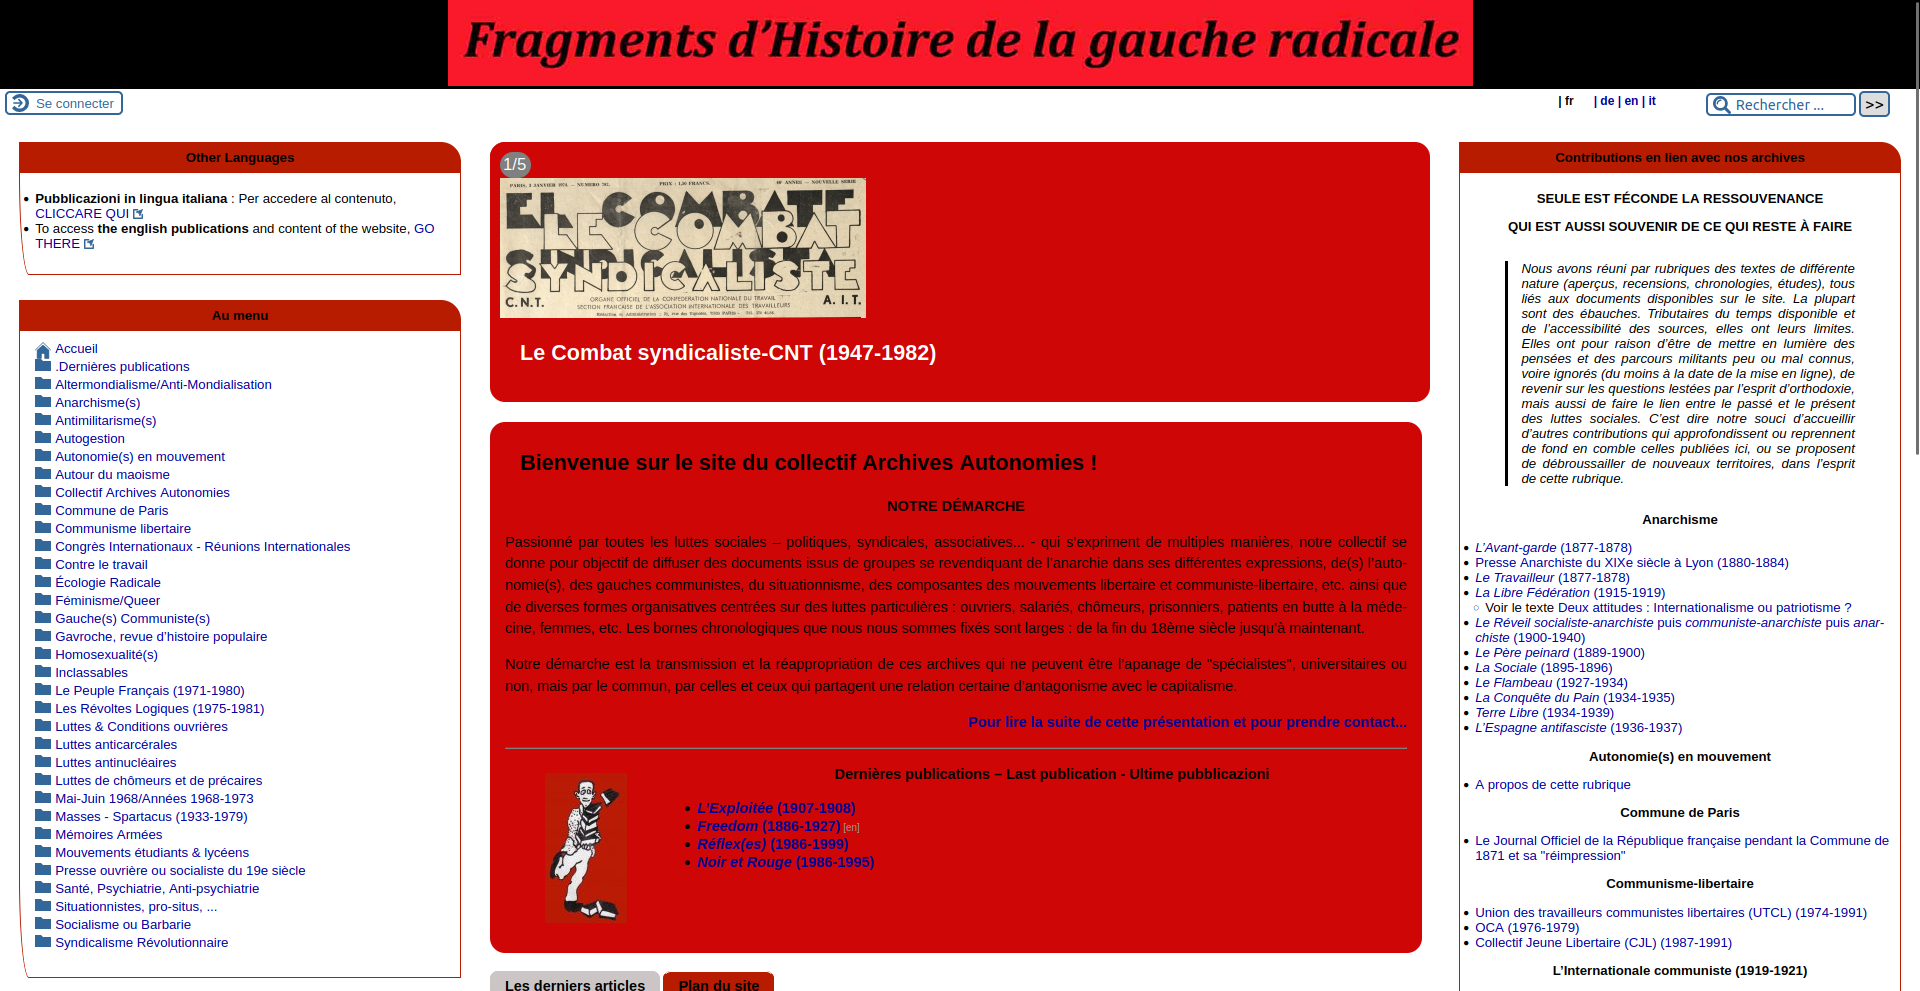 Fragments d’Histoire de la gauche radicale
Se connecter
| fr | de | en | it
Rechercher ...
>>
Other Languages
Pubblicazioni in lingua italiana : Per accedere al contenuto,
CLICCARE QUI
To access the english publications and content of the website, GO
THERE
Au menu
Accueil
.Dernières publications
Altermondialisme/Anti-Mondialisation
Anarchisme(s)
Antimilitarisme(s)
Autogestion
Autonomie(s) en mouvement
Autour du maoisme
Collectif Archives Autonomies
Commune de Paris
Communisme libertaire
Congrès Internationaux - Réunions Internationales
Contre le travail
Écologie Radicale
Féminisme/Queer
Gauche(s) Communiste(s)
Gavroche, revue d’histoire populaire
Homosexualité(s)
Inclassables
Le Peuple Français (1971-1980)
Les Révoltes Logiques (1975-1981)
Luttes & Conditions ouvrières
Luttes anticarcérales
Luttes antinucléaires
Luttes de chômeurs et de précaires
Mai-Juin 1968/Années 1968-1973
Masses - Spartacus (1933-1979)
Mémoires Armées
Mouvements étudiants & lycéens
Presse ouvrière ou socialiste du 19e siècle
Santé, Psychiatrie, Anti-psychiatrie
Situationnistes, pro-situs, ...
Socialisme ou Barbarie
Syndicalisme Révolutionnaire
1/5
EL COMBATE
LE COMBAT
SYNDICALISTE
C.N.T.
ORGANE OFFICIEL DE LA CONFEDERATION NATIONALE DU TRAVAIL
SECTION FRANCAISE DE L'ASSOCIATION INTERNATIONALE DES TRAVAILLEURS
A. I. T.
Le Combat syndicaliste-CNT (1947-1982)
Bienvenue sur le site du collectif Archives Autonomies !
NOTRE DÉMARCHE
Passionné par toutes les luttes sociales – politiques, syndicales, associatives... - qui s’expriment de multiples manières, notre collectif se
donne pour objectif de diffuser des documents issus de groupes se revendiquant de l’anarchie dans ses différentes expressions, de(s) l’auto-
nomie(s), des gauches communistes, du situationnisme, des composantes des mouvements libertaire et communiste-libertaire, etc. ainsi que
de diverses formes organisatives centrées sur des luttes particulières : ouvriers, salariés, chômeurs, prisonniers, patients en butte à la méde-
cine, femmes, etc. Les bornes chronologiques que nous nous sommes fixés sont larges : de la fin du 18ème siècle jusqu’à maintenant.
Notre démarche est la transmission et la réappropriation de ces archives qui ne peuvent être l’apanage de "spécialistes", universitaires ou
non, mais par le commun, par celles et ceux qui partagent une relation certaine d’antagonisme avec le capitalisme.
Pour lire la suite de cette présentation et pour prendre contact...
Dernières publications – Last publication - Ultime pubblicazioni
L’Exploitée (1907-1908)
Freedom (1886-1927) [en]
Réflex(es) (1986-1999)
Noir et Rouge (1986-1995)
Les derniers articles
Plan du site
Contributions en lien avec nos archives
SEULE EST FÉCONDE LA RESSOUVENANCE
QUI EST AUSSI SOUVENIR DE CE QUI RESTE À FAIRE
Nous avons réuni par rubriques des textes de différente
nature (aperçus, recensions, chronologies, études), tous
liés aux documents disponibles sur le site. La plupart
sont des ébauches. Tributaires du temps disponible et
de l’accessibilité des sources, elles ont leurs limites.
Elles ont pour raison d’être de mettre en lumière des
pensées et des parcours militants peu ou mal connus,
voire ignorés (du moins à la date de la mise en ligne), de
revenir sur les questions lestées par l’esprit d’orthodoxie,
mais aussi de faire le lien entre le passé et le présent
des luttes sociales. C’est dire notre souci d’accueillir
d’autres contributions qui approfondissent ou reprennent
de fond en comble celles publiées ici, ou se proposent
de débroussailler de nouveaux territoires, dans l’esprit
de cette rubrique.
Anarchisme
L’Avant-garde (1877-1878)
Presse Anarchiste du XIXe siècle à Lyon (1880-1884)
Le Travailleur (1877-1878)
La Libre Fédération (1915-1919)
Voir le texte Deux attitudes : Internationalisme ou patriotisme ?
Le Réveil socialiste-anarchiste puis communiste-anarchiste puis anar-
chiste (1900-1940)
Le Père peinard (1889-1900)
La Sociale (1895-1896)
Le Flambeau (1927-1934)
La Conquête du Pain (1934-1935)
Terre Libre (1934-1939)
L’Espagne antifasciste (1936-1937)
Autonomie(s) en mouvement
A propos de cette rubrique
Commune de Paris
Le Journal Officiel de la République française pendant la Commune de
1871 et sa "réimpression"
Communisme-libertaire
Union des travailleurs communistes libertaires (UTCL) (1974-1991)
OCA (1976-1979)
Collectif Jeune Libertaire (CJL) (1987-1991)
L’Internationale communiste (1919-1921)